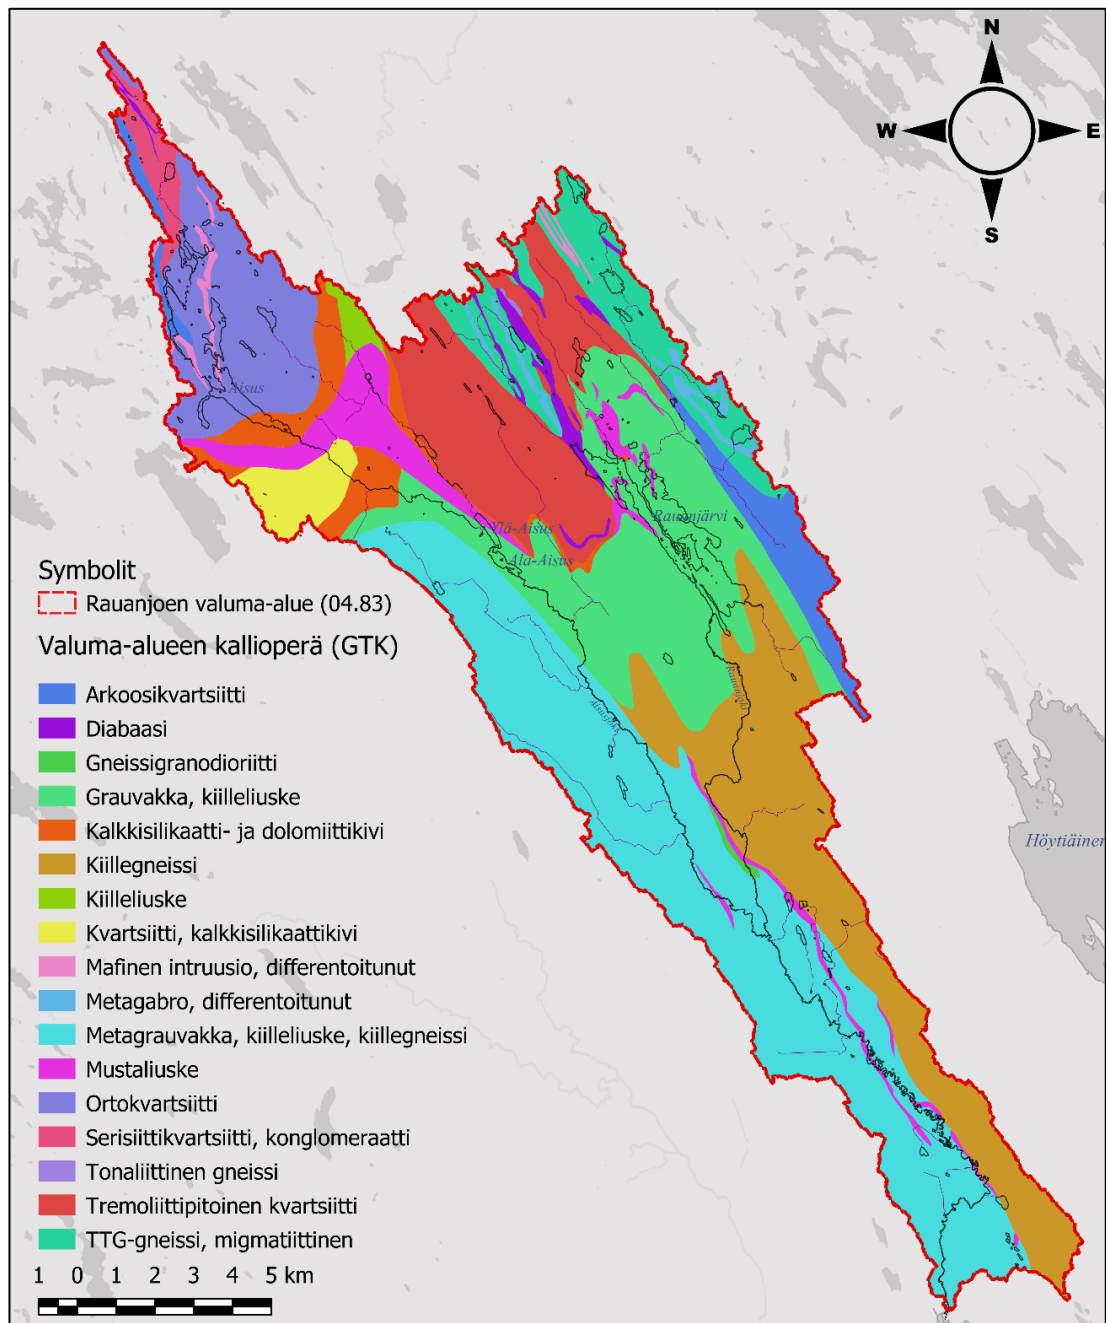 N
W
E
S
Aisus
Rauanjärvi
Ylä-Aisus
Ala-Aisus
Rauanjoki
Aisusjoki
Höytiäinen
Symbolit
Rauanjoen valuma-alue (04.83)
Valuma-alueen kallioperä (GTK)
Arkoosikvartsiitti
Diabaasi
Gneissigranodioriitti
Grauvakka, kiilleliuske
Kalkkisilikaatti- ja dolomiittikivi
Kiillegneissi
Kiilleliuske
Kvartsiitti, kalkkisilikaattikivi
Mafinen intruusio, differentoitunut
Metagabro, differentoitunut
Metagrauvakka, kiilleliuske, kiillegneissi
Mustaliuske
Ortokvartsiitti
Serisiittikvartsiitti, konglomeraatti
Tonaliittinen gneissi
Tremoliittipitoinen kvartsiitti
TTG-gneissi, migmatiittinen
1 0 1 2 3 4 5 km